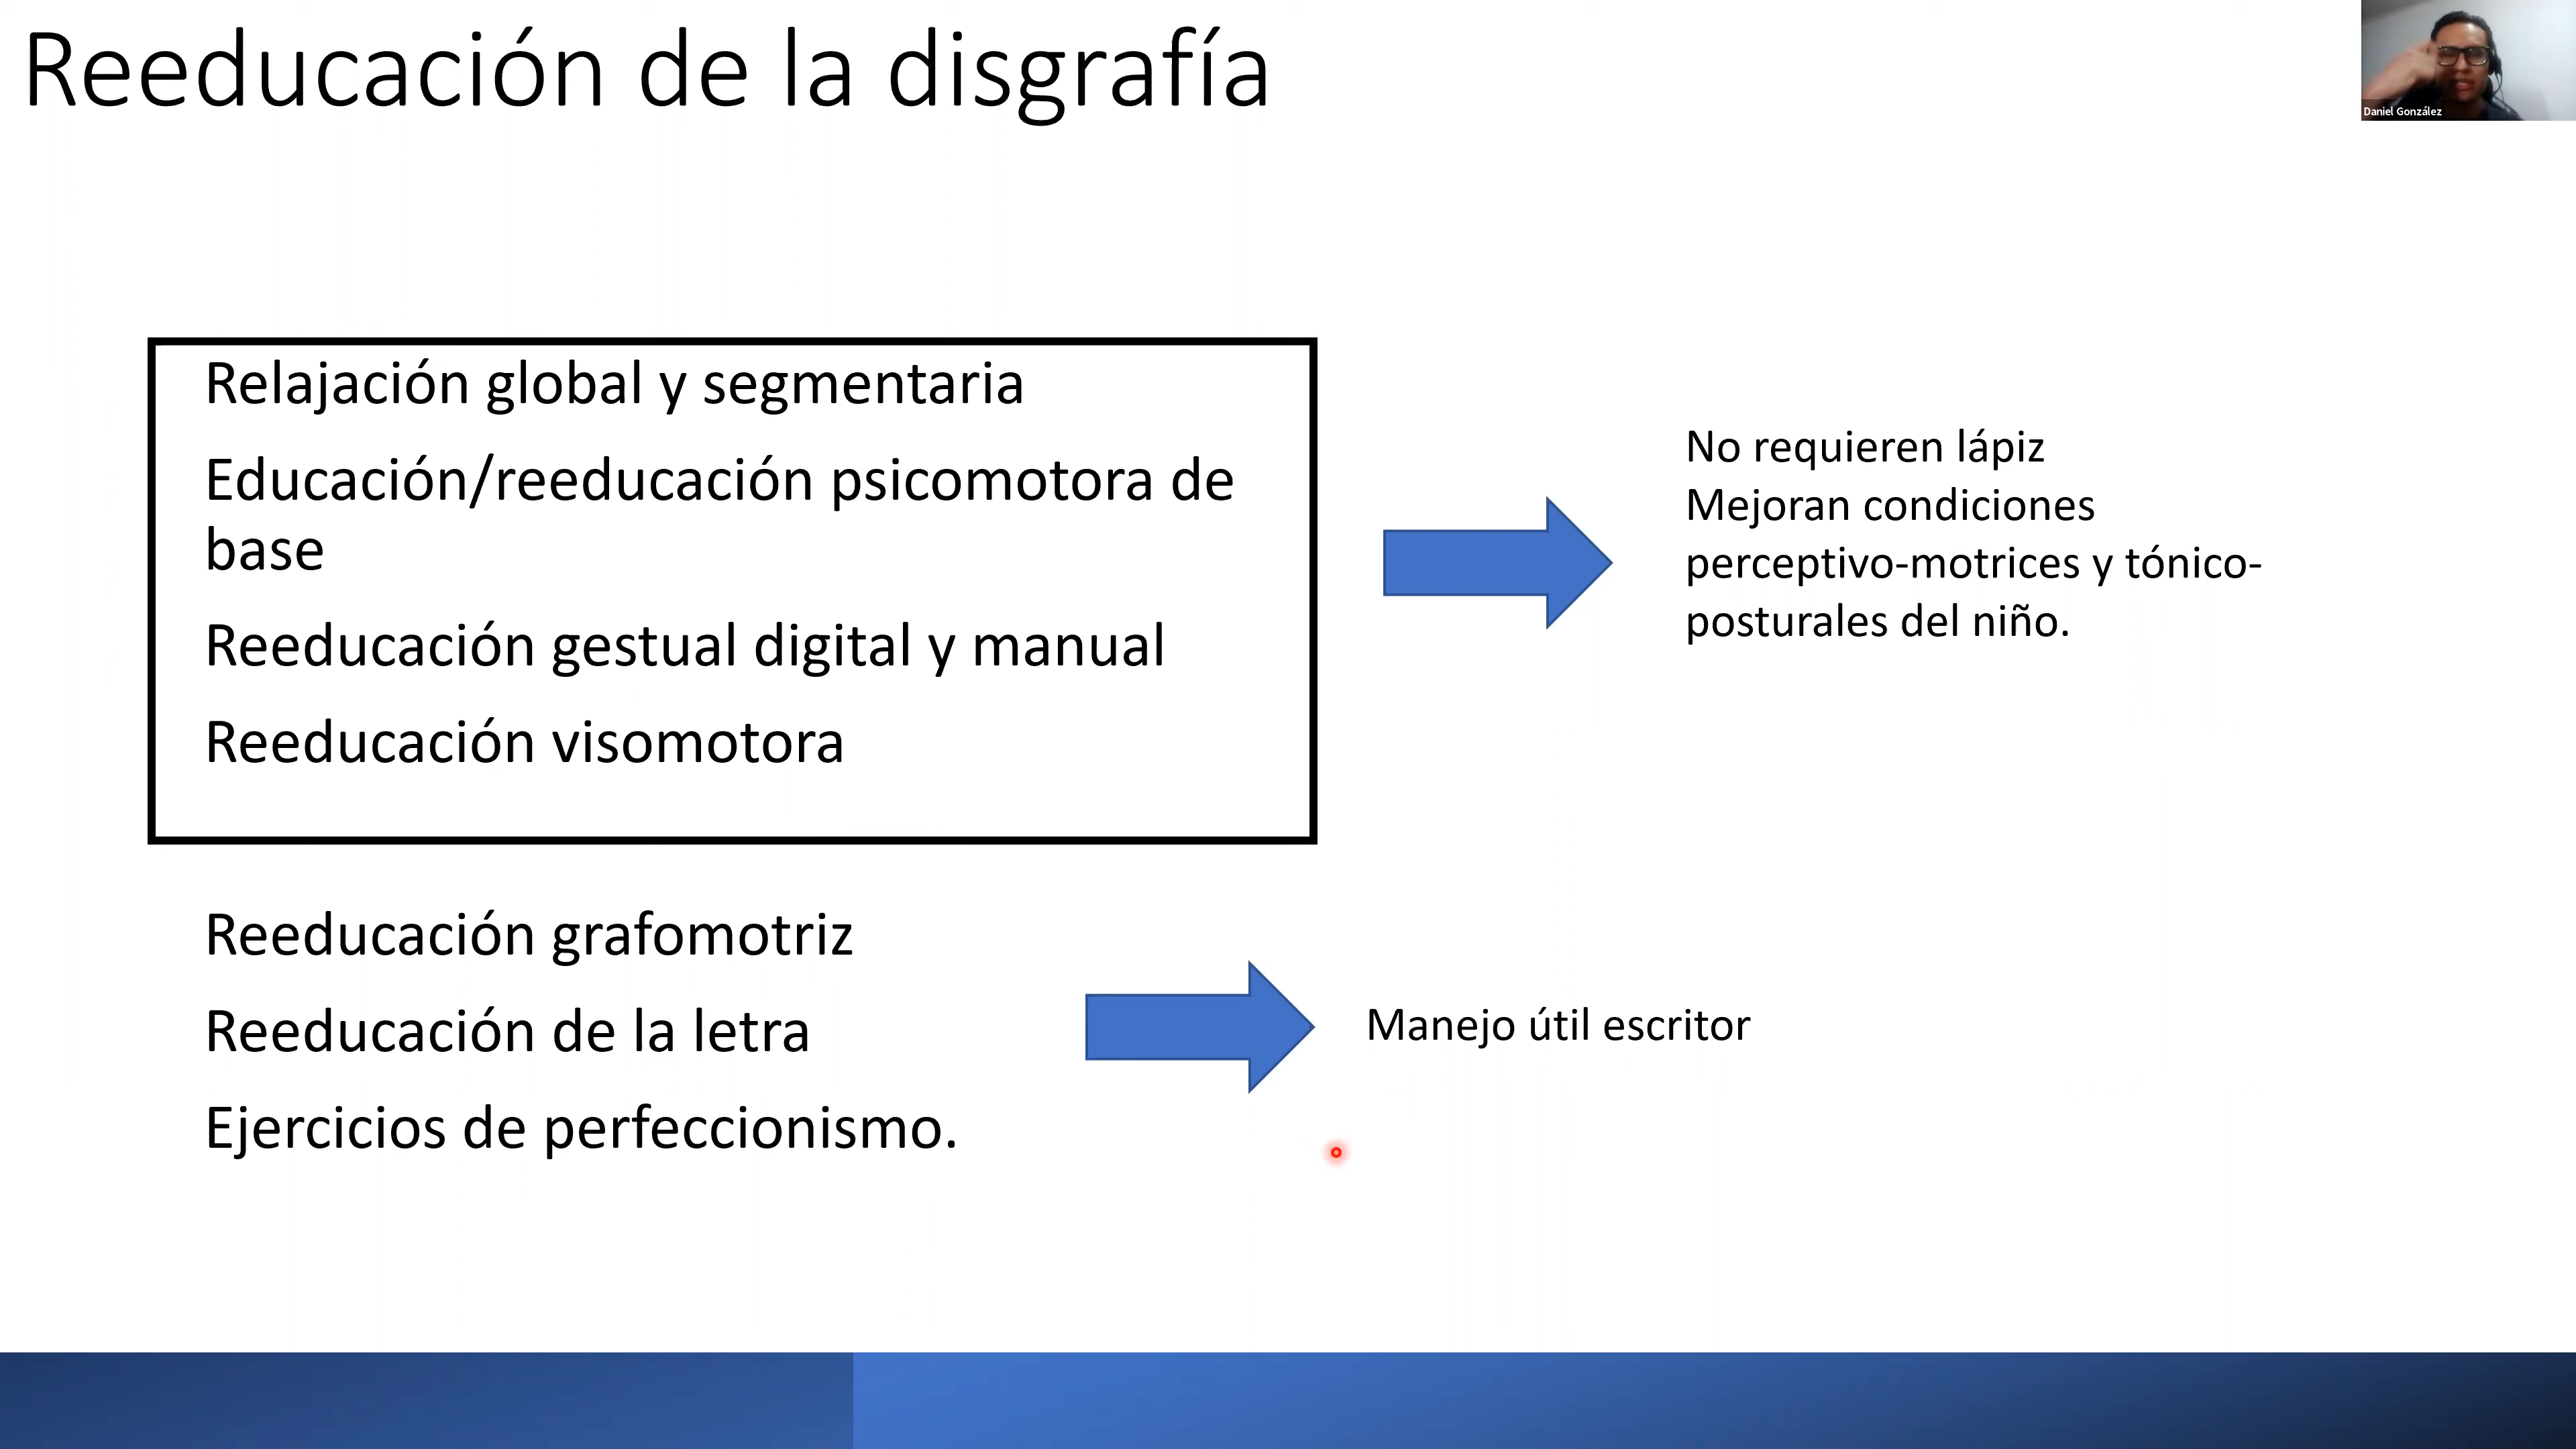 Reeducación de la disgrafía
Daniel González
Relajación global y segmentaria
Educación/reeducación psicomotora de
base
Reeducación gestual digital y manual
Reeducación visomotora
No requieren lápiz
Mejoran condiciones
perceptivo-motrices y tónico-
posturales del niño.
Reeducación grafomotriz
Reeducación de la letra
Ejercicios de perfeccionismo.
Manejo útil escritor